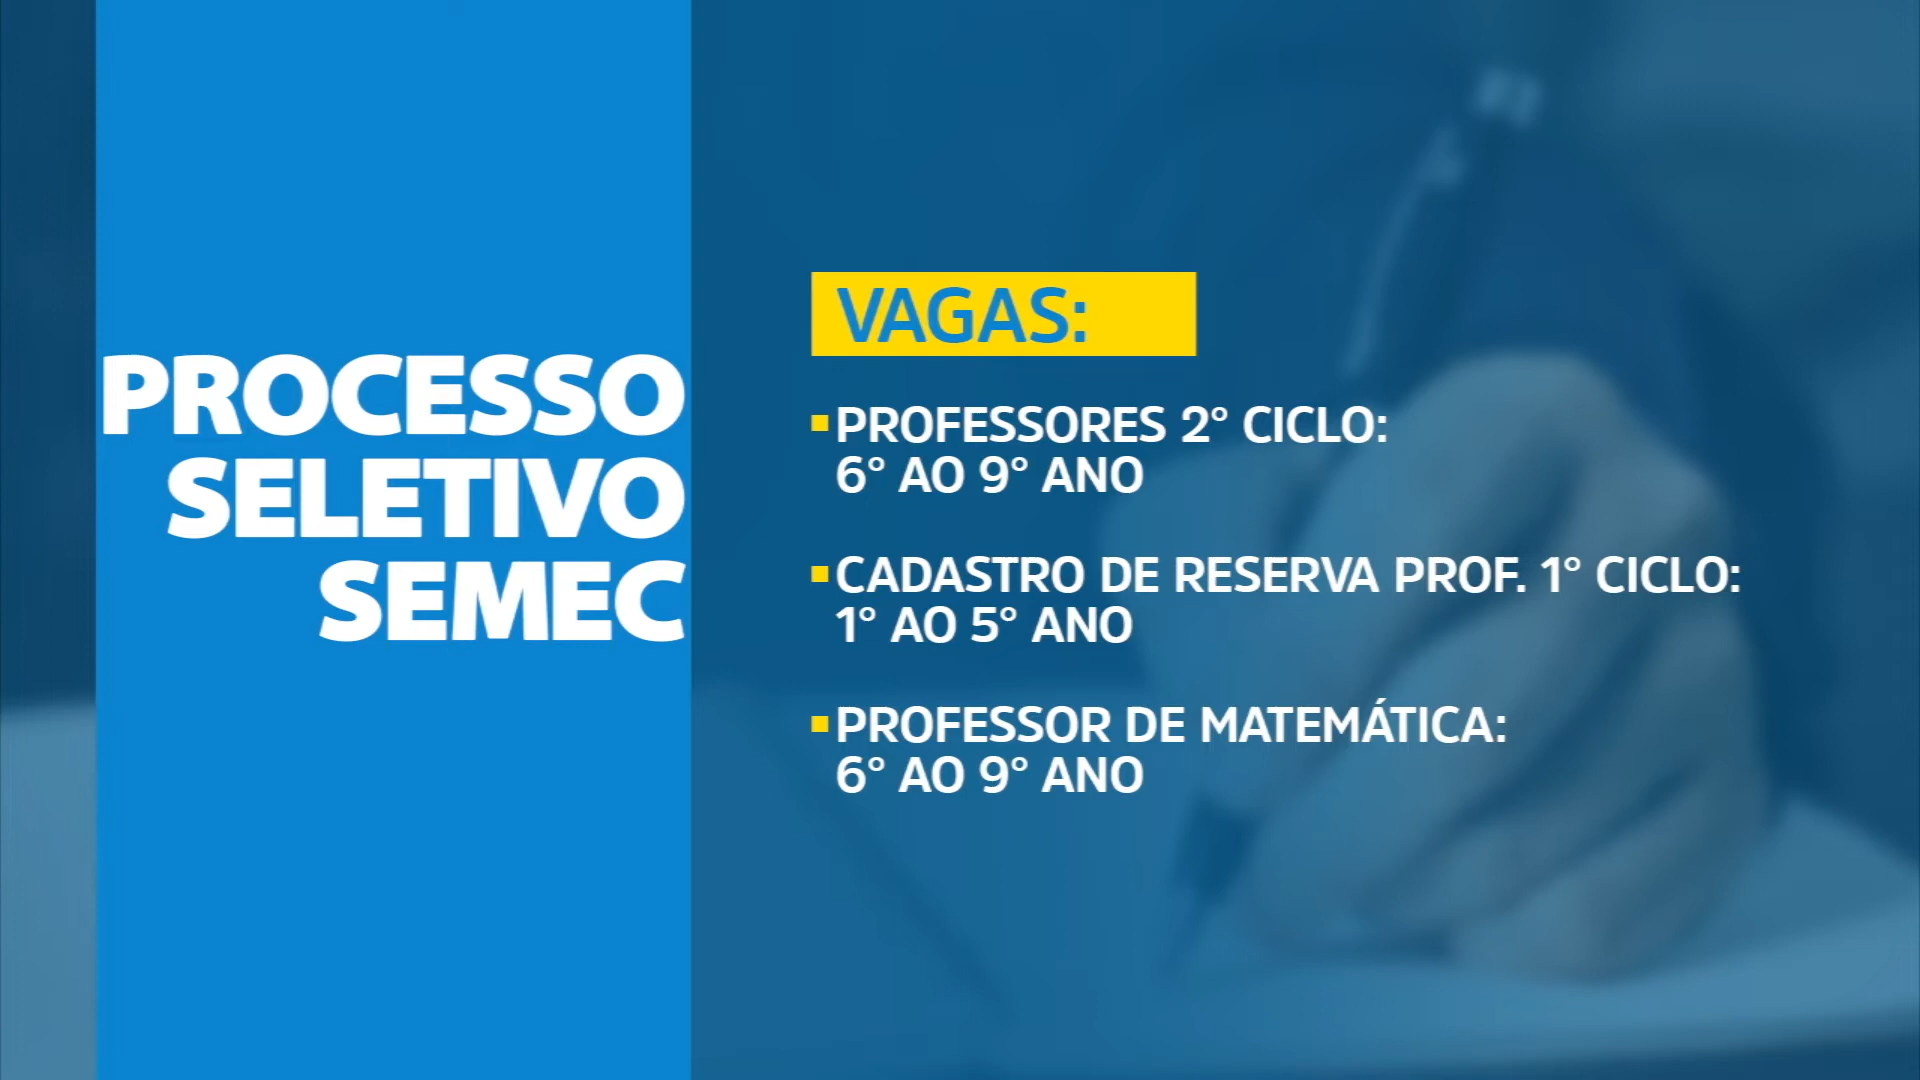 PROCESSO
SELETIVO
SEMEC
VAGAS:
PROFESSORES 2° CICLO:
6° AO 9° ANO
CADASTRO DE RESERVA PROF. 1° CICLO:
1° AO 5° ANO
PROFESSOR DE MATEMÁTICA:
6° AO 9° ANO